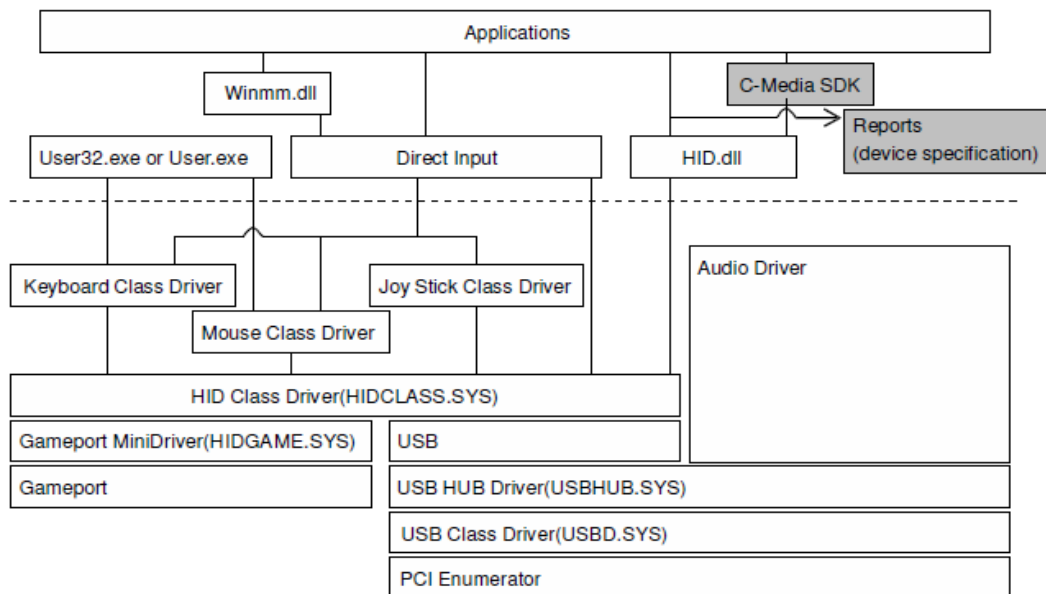 Applications
Winmm.dll
C-Media SDK
Reports
(device specification)
User32.exe or User.exe
Direct Input
HID.dll
Audio Driver
Keyboard Class Driver
Joy Stick Class Driver
Mouse Class Driver
HID Class Driver(HIDCLASS.SYS)
Gameport MiniDriver(HIDGAME.SYS)
USB
Gameport
USB HUB Driver(USBHUB.SYS)
USB Class Driver(USBD.SYS)
PCI Enumerator